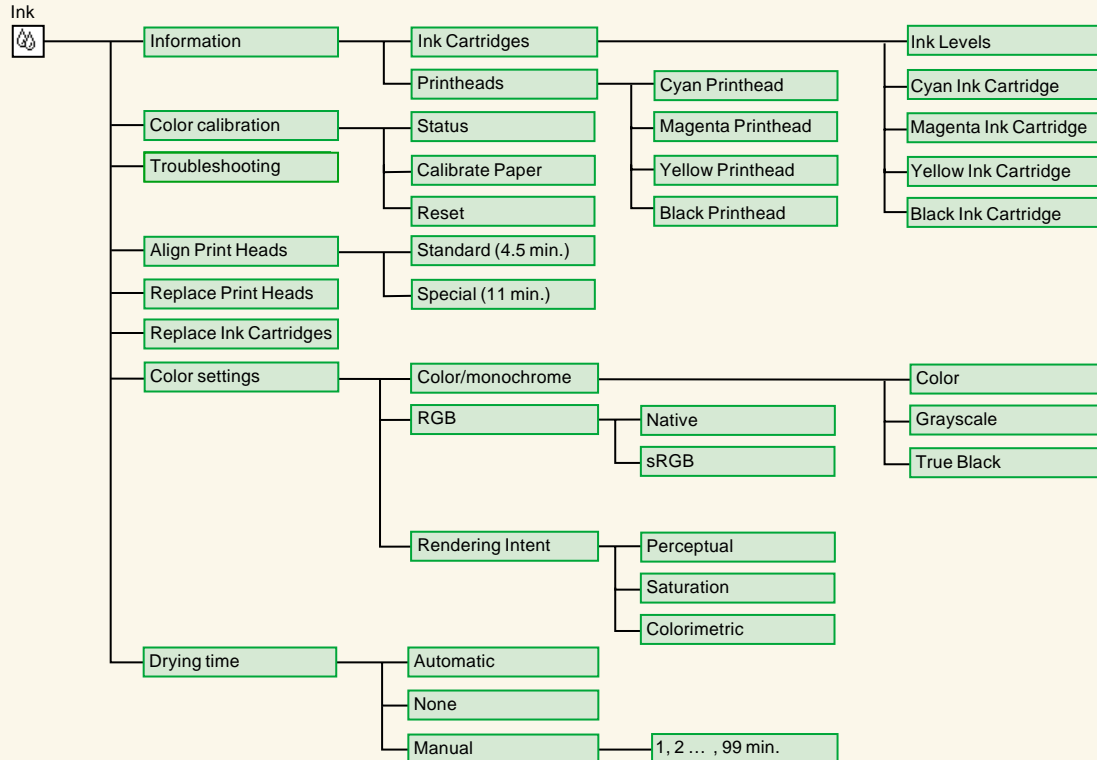 Ink
Information
Ink Cartridges
Ink Levels
Printheads
Cyan Printhead
Cyan Ink Cartridge
Color calibration
Status
Magenta Printhead
Magenta Ink Cartridge
Troubleshooting
Calibrate Paper
Yellow Printhead
Yellow Ink Cartridge
Reset
Black Printhead
Black Ink Cartridge
Align Print Heads
Standard (4.5 min.)
Replace Print Heads
Special (11 min.)
Replace Ink Cartridges
Color settings
Color/monochrome
Color
RGB
Native
Grayscale
sRGB
True Black
Rendering Intent
Perceptual
Saturation
Colorimetric
Drying time
Automatic
None
Manual
1, 2 ... , 99 min.